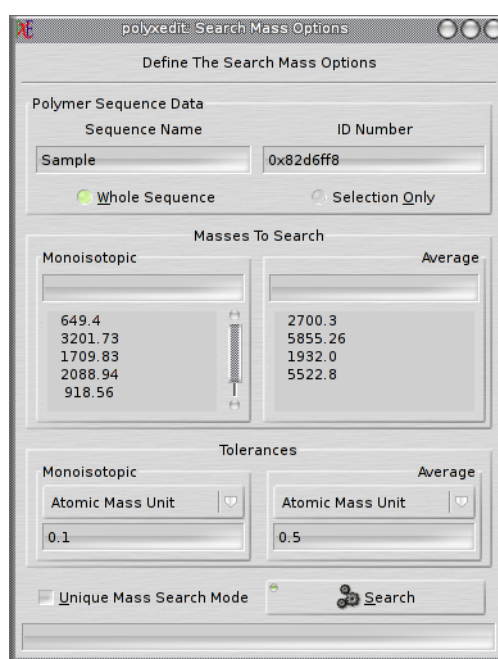 polyxedit: Search Mass Options
Define The Search Mass Options
Polymer Sequence Data
Sequence Name ID Number
Sample 0x82d6ff8
Whole Sequence Selection Only
Masses To Search
Monoisotopic Average
649.4 2700.3
3201.73 5855.26
1709.83 1932.0
2088.94 5522.8
918.56
Tolerances
Monoisotopic Average
Atomic Mass Unit Atomic Mass Unit
0.1 0.5
Unique Mass Search Mode Search